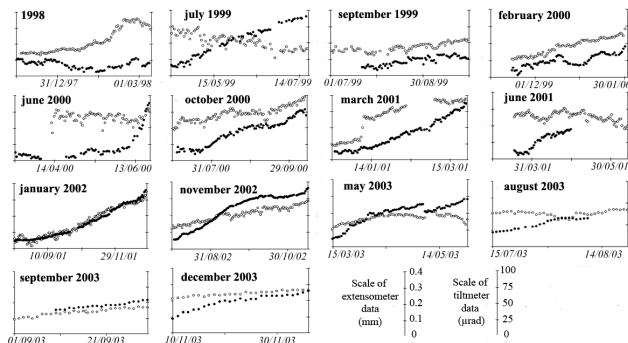 1998
july 1999
september 1999
february 2000
31/12/97 01/03/98
15/05/99 14/07/99
01/07/99 30/08/99
01/12/99 30/01/00
june 2000
october 2000
march 2001
june 2001
14/04/00 13/06/00
31/07/00 29/09/00
14/01/01 15/03/01
31/03/01 30/05/01
january 2002
november 2002
may 2003
august 2003
10/09/01 29/11/01
31/08/02 30/10/02
15/03/03 14/05/03
15/07/03 14/08/03
september 2003
december 2003
01/09/03 21/09/03
10/11/03 30/11/03
Scale of
extensometer
data
(mm)
0.4
0.3
0.2
0.1
0
Scale of
tiltmeter
data
(µrad)
100
75
50
25
0